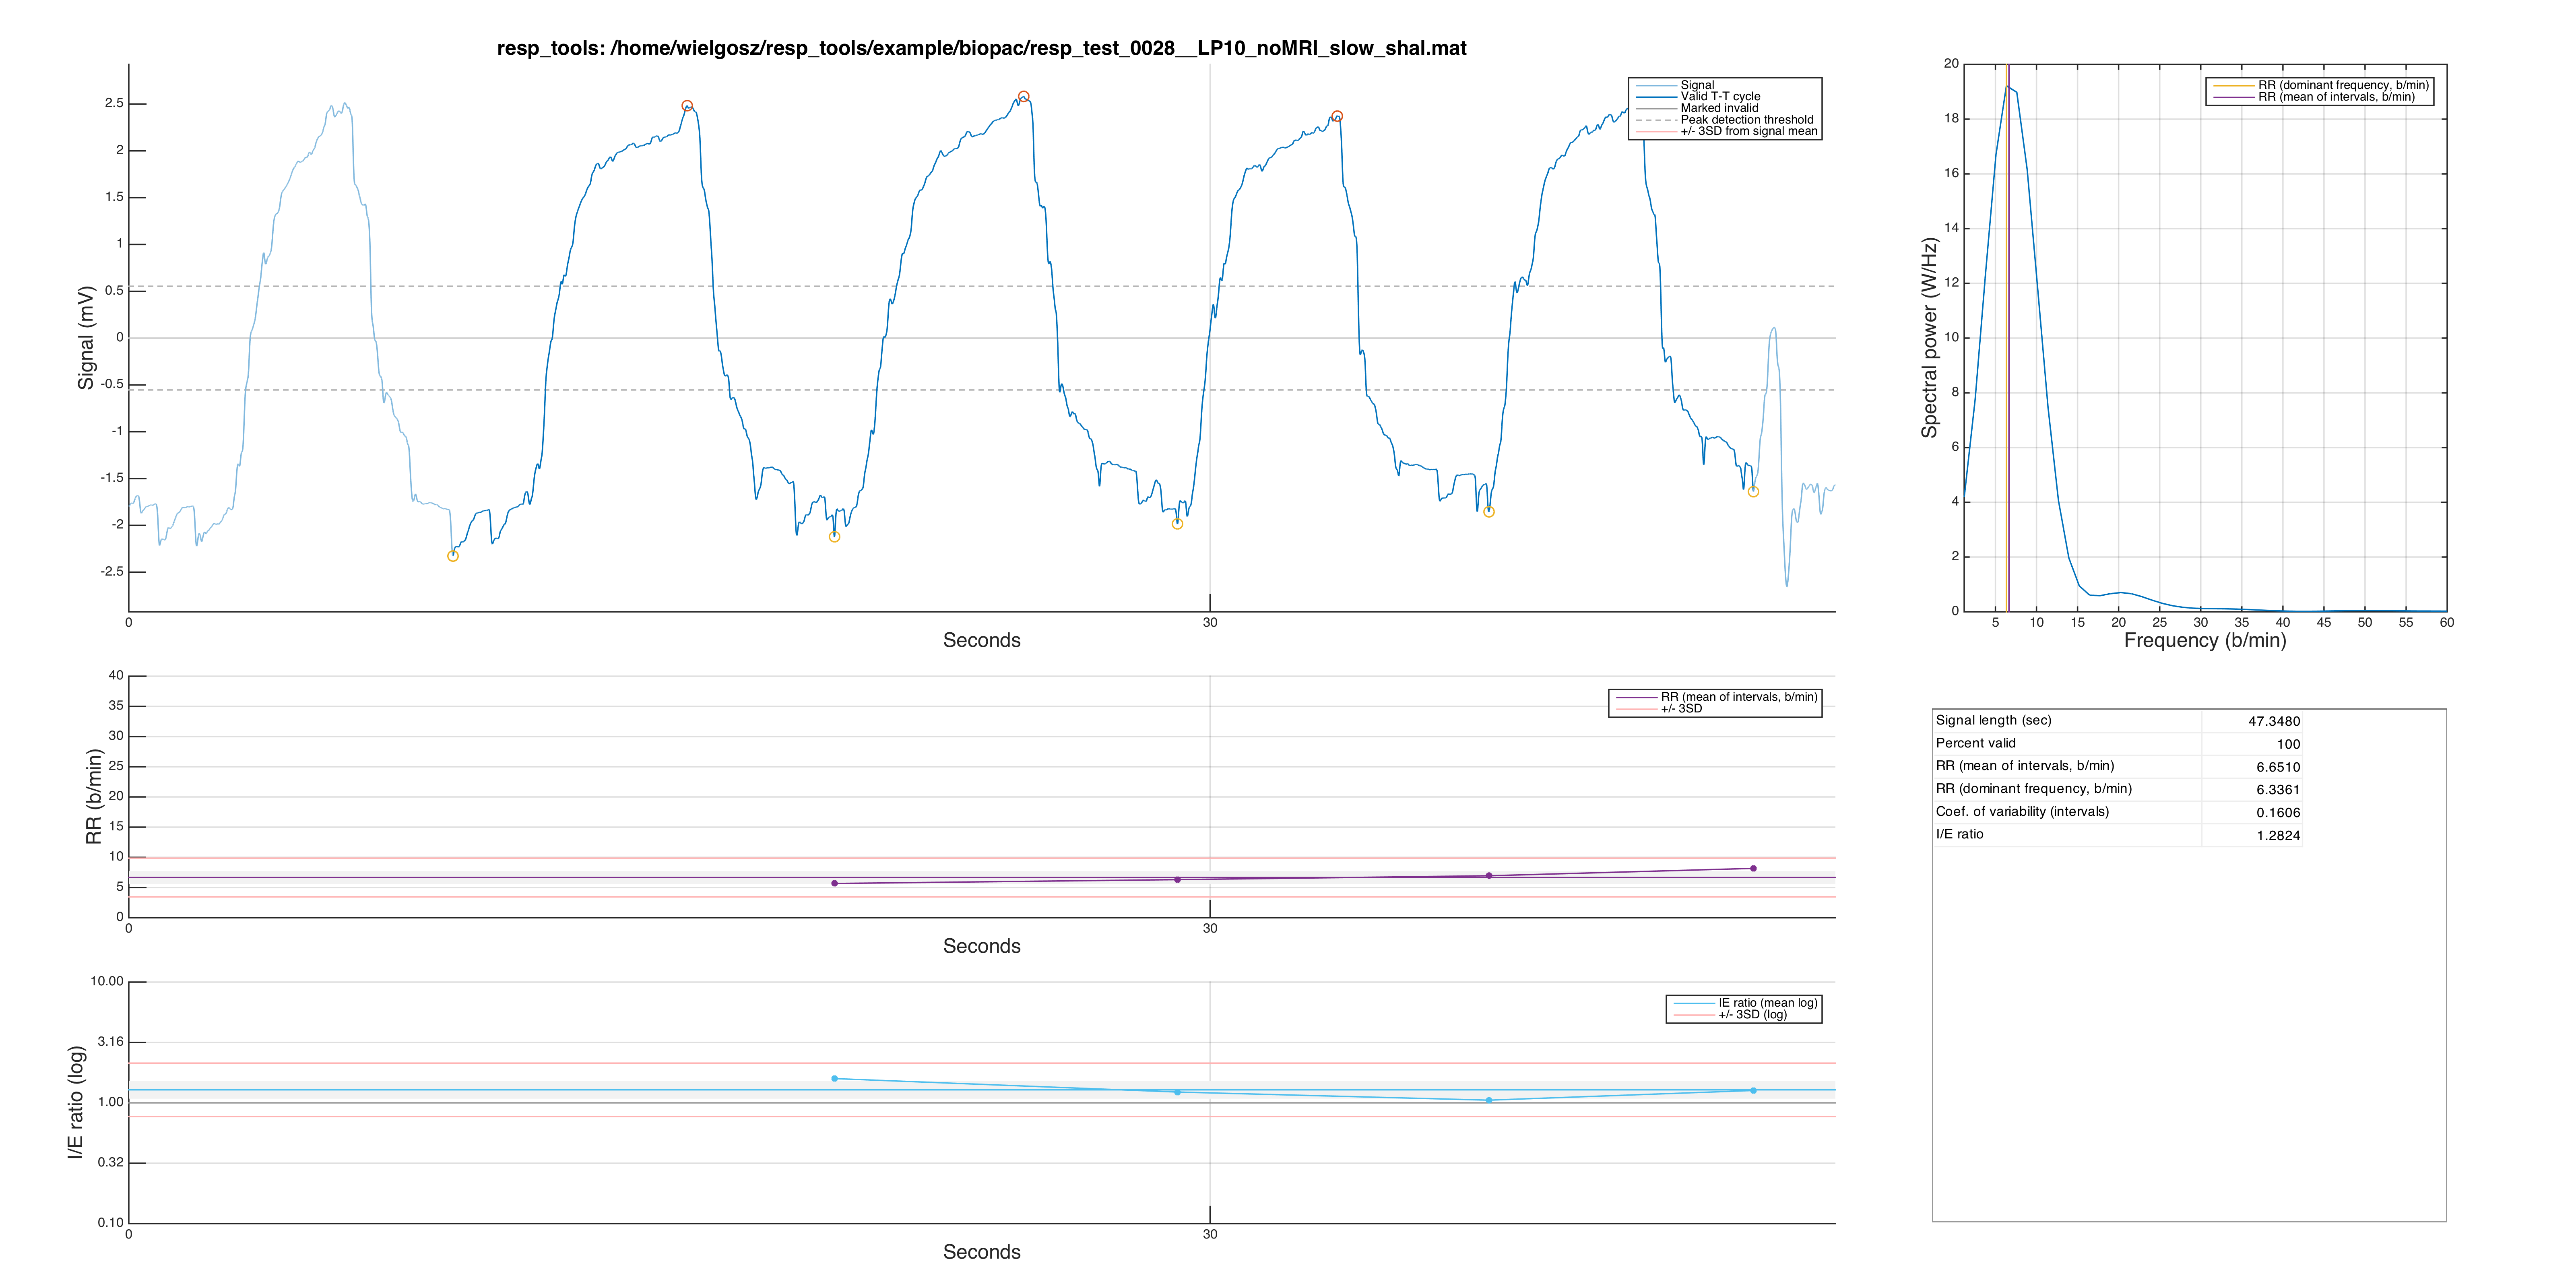 resp_tools: /home/wielgosz/resp_tools/example/biopac/resp_test_0028__LP10_noMRI_slow_shal.mat
Signal (mV)
2.5
2
1.5
1
0.5
0
-0.5
-1
-1.5
-2
-2.5
Signal
Valid T-T cycle
Marked invalid
Peak detection threshold
+/- 3SD from signal mean
0 30
Seconds
Spectral power (W/Hz)
20
18
16
14
12
10
8
6
4
2
0
RR (dominant frequency, b/min)
RR (mean of intervals, b/min)
5 10 15 20 25 30 35 40 45 50 55 60
Frequency (b/min)
RR (b/min)
40
35
30
25
20
15
10
5
0
RR (mean of intervals, b/min)
+/- 3SD
0 30
Seconds
I/E ratio (log)
10.00
3.16
1.00
0.32
0.10
IE ratio (mean log)
+/- 3SD (log)
0 30
Seconds
Signal length (sec) 47.3480
Percent valid 100
RR (mean of intervals, b/min) 6.6510
RR (dominant frequency, b/min) 6.3361
Coef. of variability (intervals) 0.1606
I/E ratio 1.2824